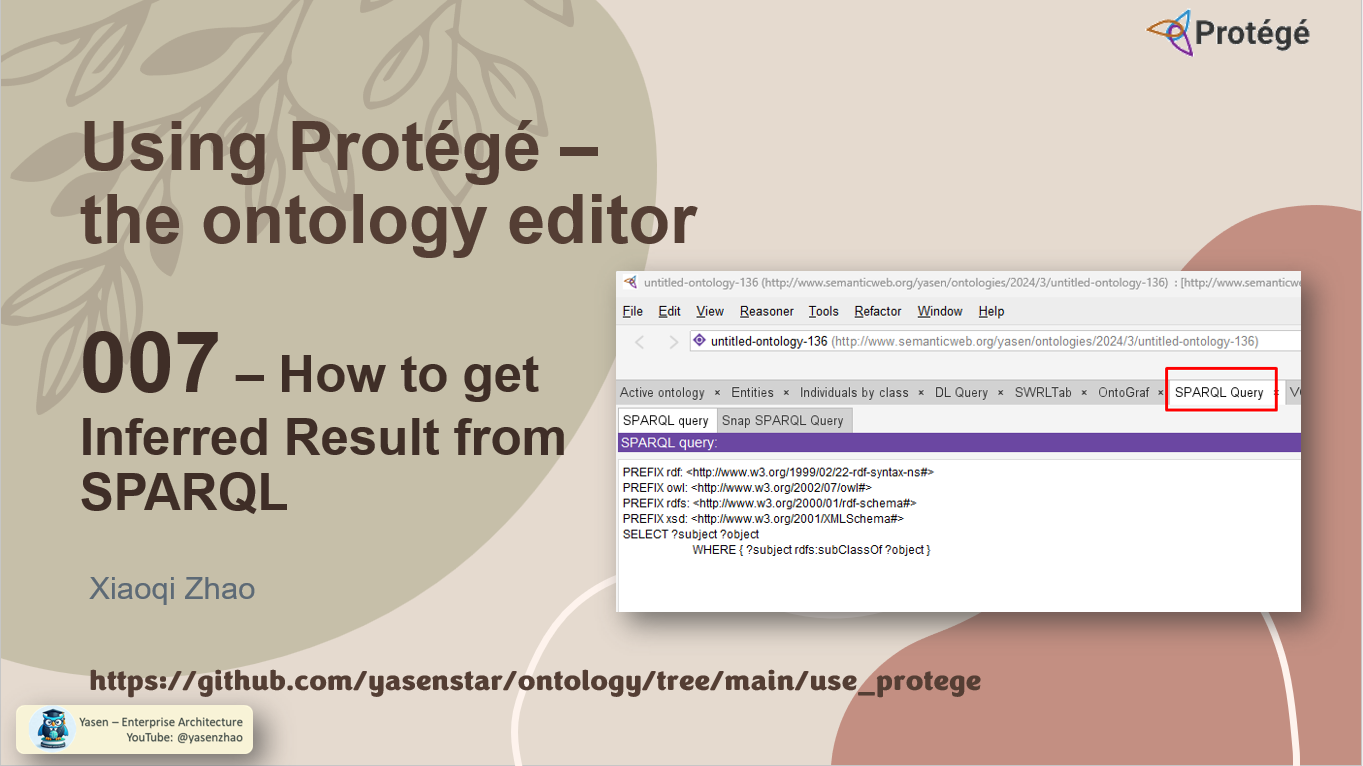 Protégé
Using Protégé –
the ontology editor
007 – How to get
Inferred Result from
SPARQL
Xiaoqi Zhao
https://github.com/yasenstar/ontology/tree/main/use_protege
Yasen – Enterprise Architecture
YouTube: @yasenzhao
untitled-ontology-136 (http://www.semanticweb.org/yasen/ontologies/2024/3/untitled-ontology-136) : [http://www.semanticw
File Edit View Reasoner Tools Refactor Window Help
untitled-ontology-136 (http://www.semanticweb.org/yasen/ontologies/2024/3/untitled-ontology-136)
Active ontology × Entities × Individuals by class × DL Query × SWRLTab × OntoGraf × SPARQL Query ×
SPARQL query Snap SPARQL Query
SPARQL query:
PREFIX rdf: <http://www.w3.org/1999/02/22-rdf-syntax-ns#>
PREFIX owl: <http://www.w3.org/2002/07/owl#>
PREFIX rdfs: <http://www.w3.org/2000/01/rdf-schema#>
PREFIX xsd: <http://www.w3.org/2001/XMLSchema#>
SELECT ?subject ?object
WHERE { ?subject rdfs:subClassOf ?object }